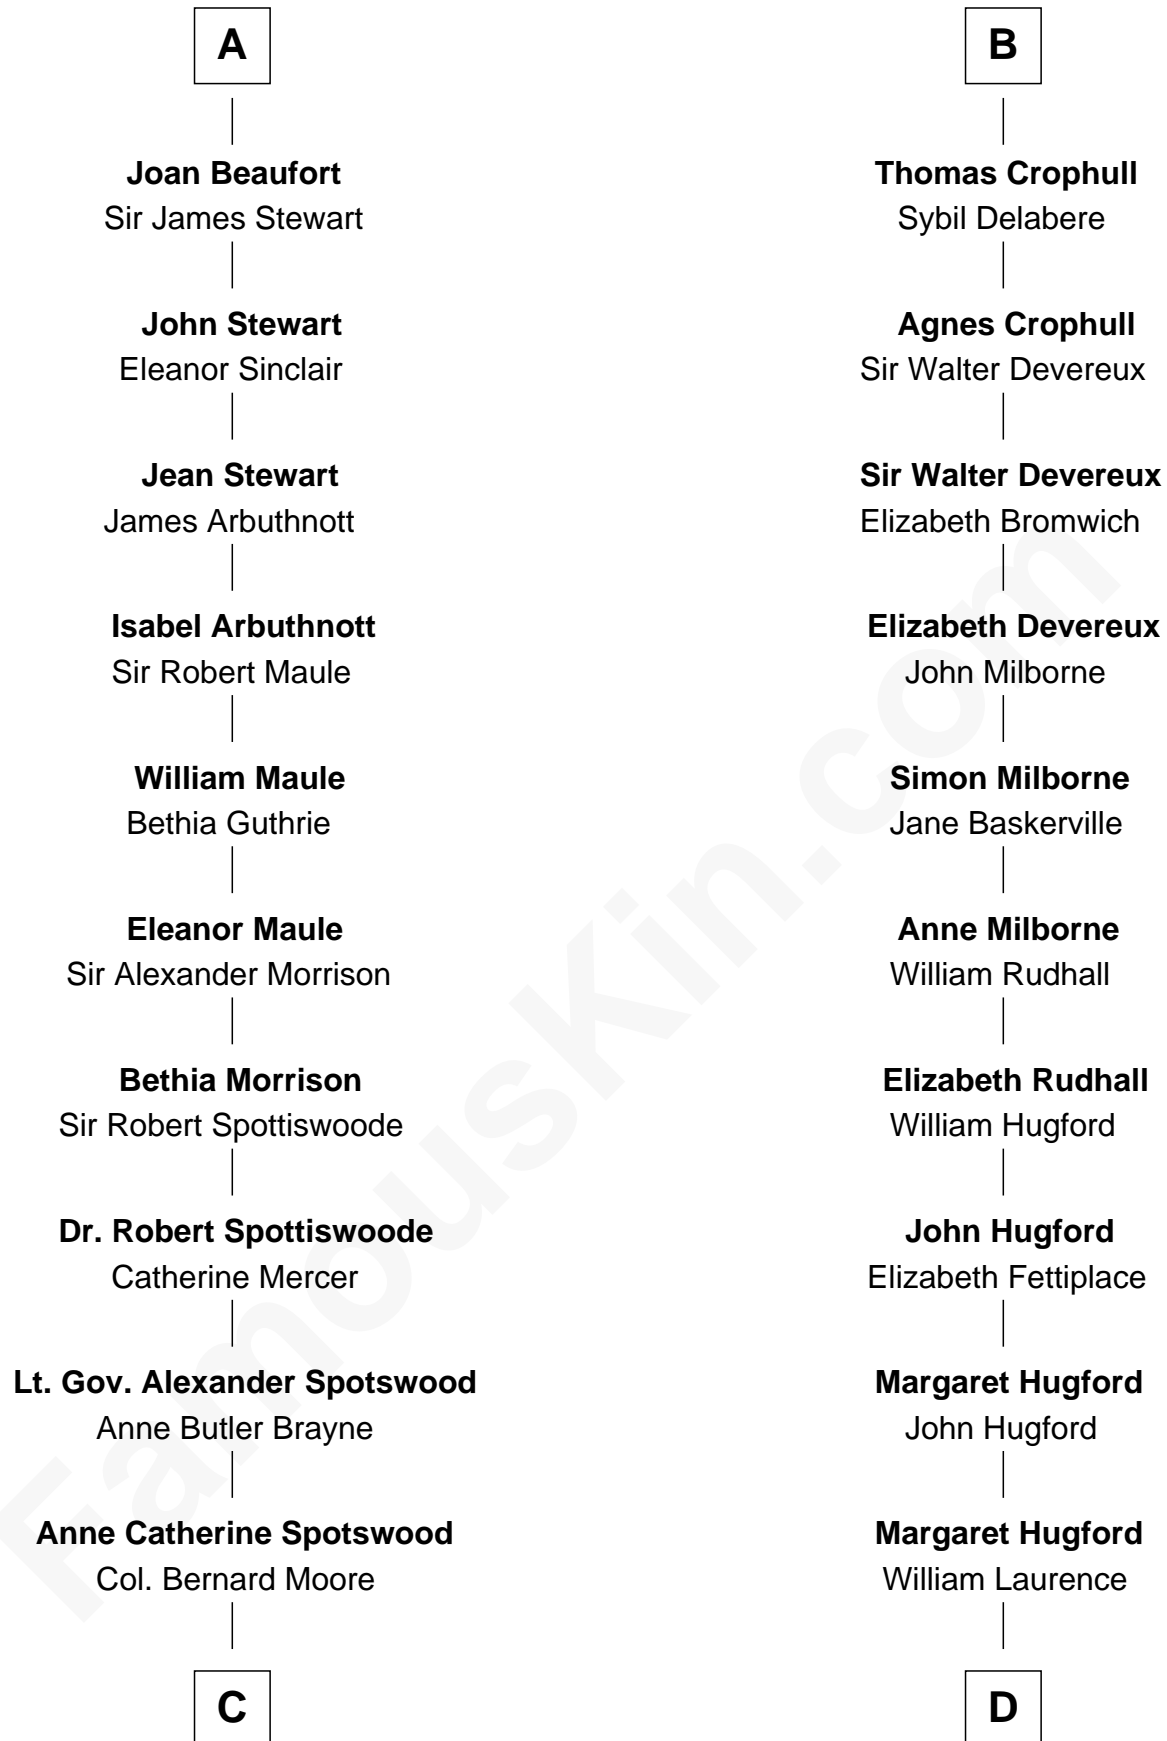 A
Joan Beaufort
Sir James Stewart
John Stewart
Eleanor Sinclair
Jean Stewart
James Arbuthnott
Isabel Arbuthnott
Sir Robert Maule
William Maule
Bethia Guthrie
Eleanor Maule
Sir Alexander Morrison
Bethia Morrison
Sir Robert Spottiswoode
Dr. Robert Spottiswoode
Catherine Mercer
Lt. Gov. Alexander Spotswood
Anne Butler Brayne
Anne Catherine Spotswood
Col. Bernard Moore
C
B
Thomas Crophull
Sybil Delabere
Agnes Crophull
Sir Walter Devereux
Sir Walter Devereux
Elizabeth Bromwich
Elizabeth Devereux
John Milborne
Simon Milborne
Jane Baskerville
Anne Milborne
William Rudhall
Elizabeth Rudhall
William Hugford
John Hugford
Elizabeth Fettiplace
Margaret Hugford
John Hugford
Margaret Hugford
William Laurence
D
FamousKin.com